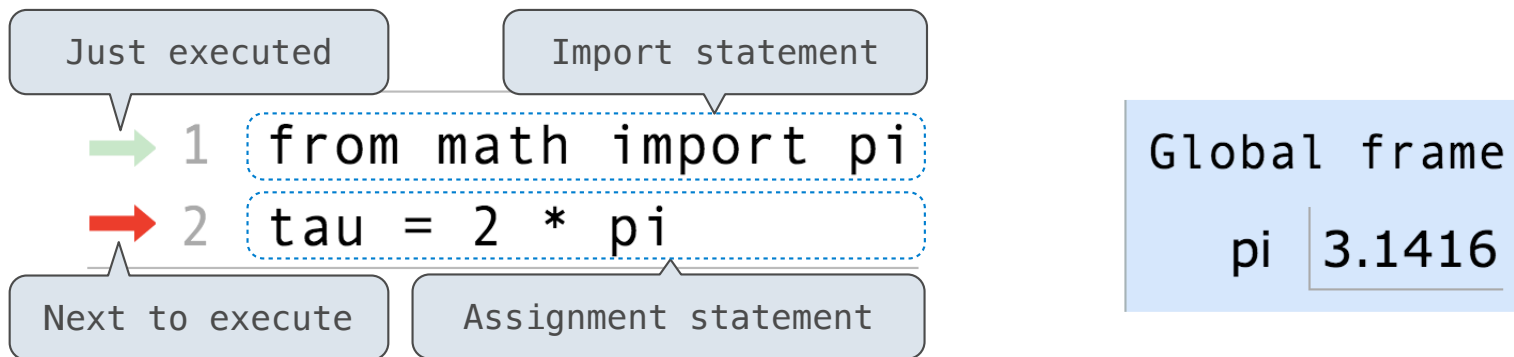 Just executed
Import statement
1 from math import pi
2 tau = 2 * pi
Next to execute
Assignment statement
Global frame
pi 3.1416